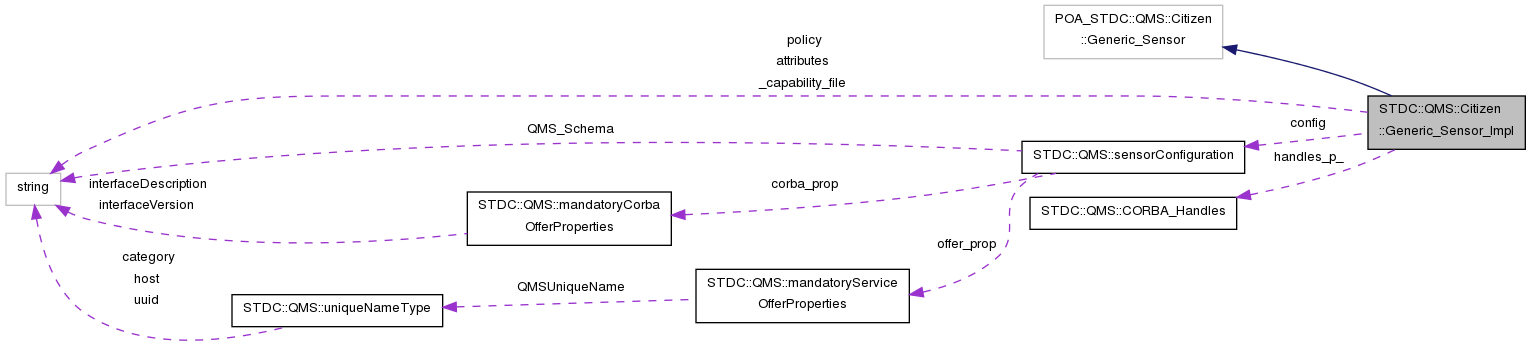 POA_STDC::QMS::Citizen
::Generic_Sensor
policy
attributes
_capability_file
STDC::QMS::Citizen
::Generic_Sensor_Impl
QMS_Schema
config
STDC::QMS::sensorConfiguration
handles_p_
string
interfaceDescription
interfaceVersion
corba_prop
STDC::QMS::mandatoryCorba
OfferProperties
STDC::QMS::CORBA_Handles
offer_prop
category
host
uuid
QMSUniqueName
STDC::QMS::mandatoryService
OfferProperties
STDC::QMS::uniqueNameType